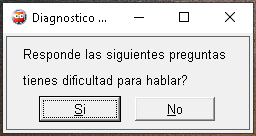 Diagnostico ...
Responde las siguientes preguntas
tienes dificultad para hablar?
Si
No